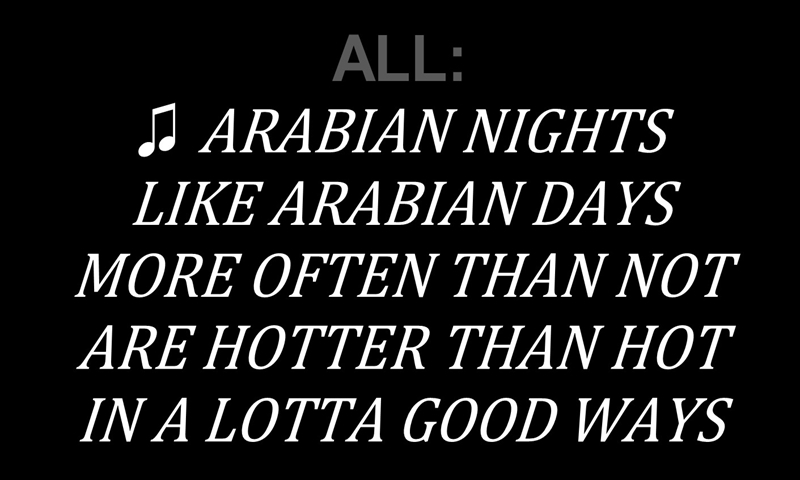 ALL:
♫ ARABIAN NIGHTS
LIKE ARABIAN DAYS
MORE OFTEN THAN NOT
ARE HOTTER THAN HOT
IN A LOTTA GOOD WAYS